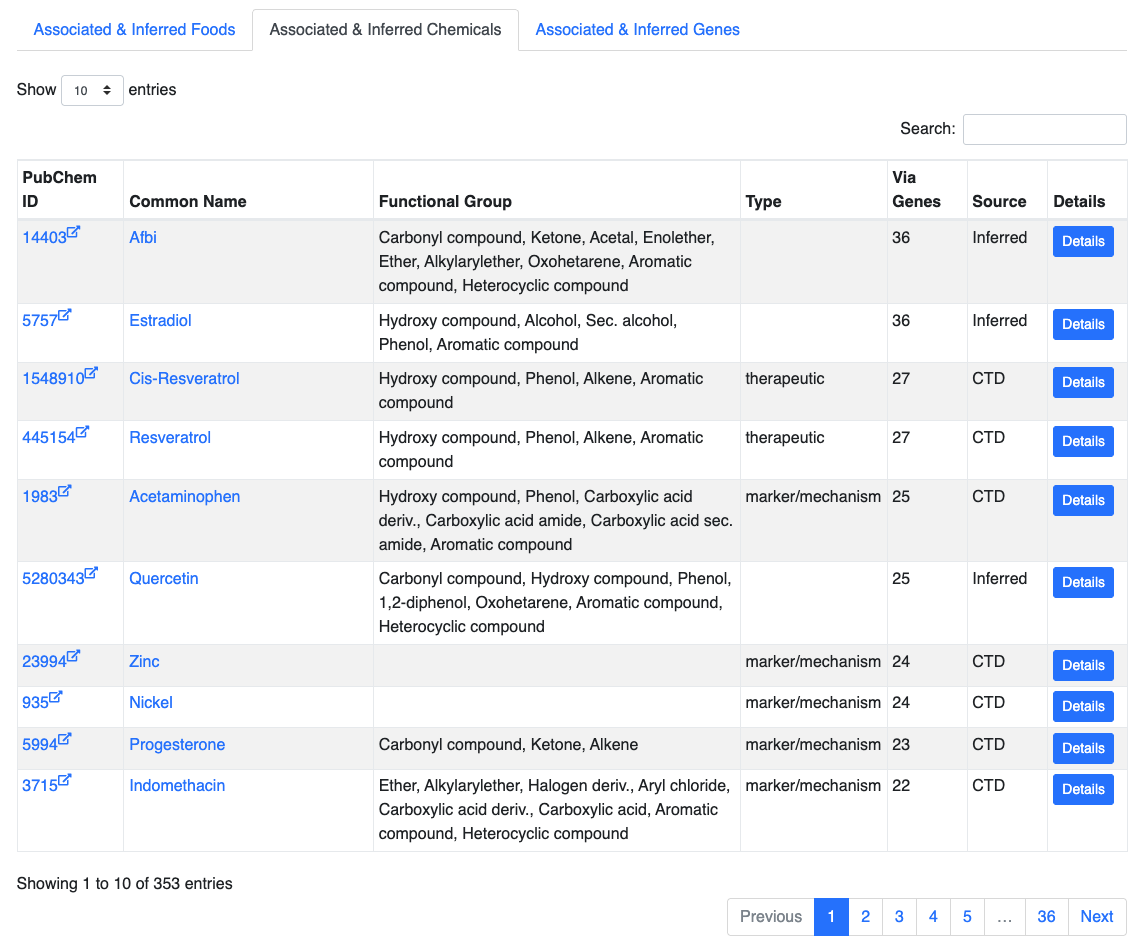 Associated & Inferred Foods Associated & Inferred Chemicals Associated & Inferred Genes
Show 10 entries
Search:
PubChem ID Common Name Functional Group Type Via Genes Source Details
14403 Afbi Carbonyl compound, Ketone, Acetal, Enolether, 36 Inferred Details
Ether, Alkylarylether, Oxohetarene, Aromatic
compound, Heterocyclic compound
5757 Estradiol Hydroxy compound, Alcohol, Sec. alcohol, 36 Inferred Details
Phenol, Aromatic compound
1548910 Cis-Resveratrol Hydroxy compound, Phenol, Alkene, Aromatic therapeutic 27 CTD Details
compound
445154 Resveratrol Hydroxy compound, Phenol, Alkene, Aromatic therapeutic 27 CTD Details
compound
1983 Acetaminophen Hydroxy compound, Phenol, Carboxylic acid marker/mechanism 25 CTD Details
deriv., Carboxylic acid amide, Carboxylic acid sec.
amide, Aromatic compound
5280343 Quercetin Carbonyl compound, Hydroxy compound, Phenol, 25 Inferred Details
1,2-diphenol, Oxohetarene, Aromatic compound,
Heterocyclic compound
23994 Zinc marker/mechanism 24 CTD Details
935 Nickel marker/mechanism 24 CTD Details
5994 Progesterone Carbonyl compound, Ketone, Alkene marker/mechanism 23 CTD Details
3715 Indomethacin Ether, Alkylarylether, Halogen deriv., Aryl chloride, marker/mechanism 22 CTD Details
Carboxylic acid deriv., Carboxylic acid, Aromatic
compound, Heterocyclic compound
Showing 1 to 10 of 353 entries
Previous 1 2 3 4 5 … 36 Next